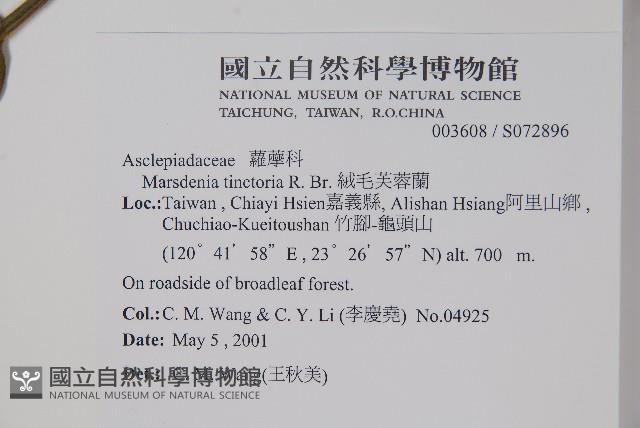 國立自然科學博物館
NATIONAL MUSEUM OF NATURAL SCIENCE
TAICHUNG, TAIWAN, R.O.CHINA
003608 / S072896
Asclepiadaceae 蘿藦科
Marsdenia tinctoria R. Br. 絨毛芙蓉蘭
Loc.:Taiwan , Chiayi Hsien嘉義縣, Alishan Hsiang阿里山鄉 ,
Chuchiao-Kueitoushan 竹腳-龜頭山
(120° 41’ 58” E , 23° 26’ 57” N) alt. 700 m.
On roadside of broadleaf forest.
Col.:C. M. Wang & C. Y. Li (李慶堯) No.04925
Date: May 5 , 2001
Det.: C. M. Wang(王秋美)
國立自然科學博物館
NATIONAL MUSEUM OF NATURAL SCIENCE